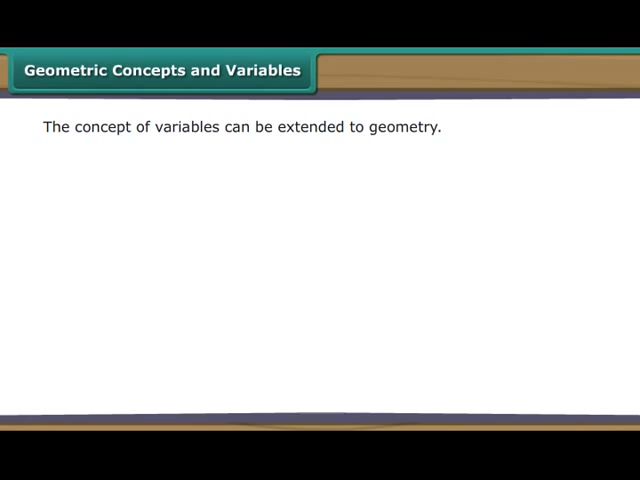 Geometric Concepts and Variables
The concept of variables can be extended to geometry.